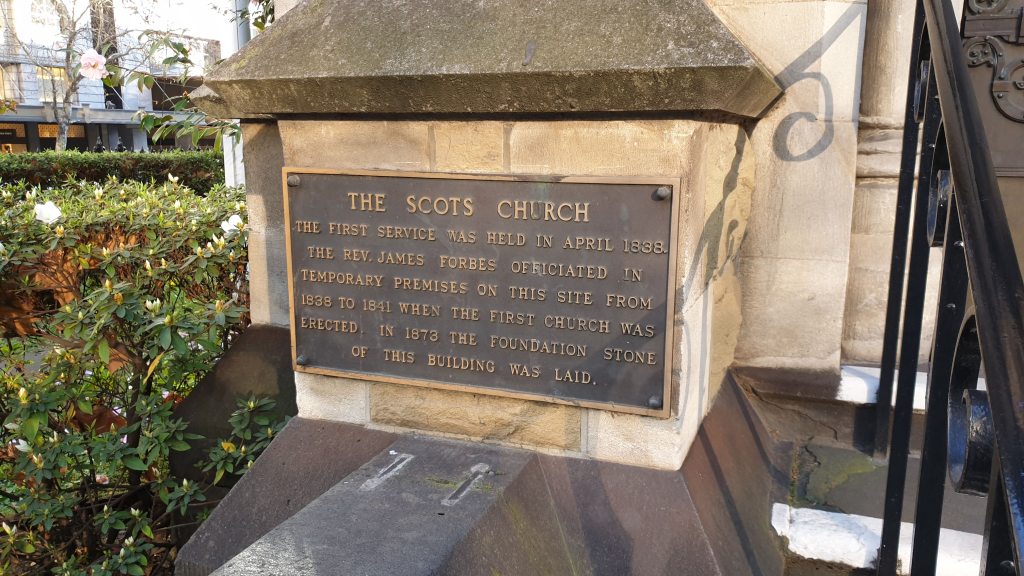 THE SCOTS CHURCH
THE FIRST SERVICE WAS HELD IN APRIL 1838.
THE REV. JAMES FORBES OFFICIATED IN
TEMPORARY PREMISES ON THIS SITE FROM
1838 TO 1841 WHEN THE FIRST CHURCH WAS
ERECTED. IN 1873 THE FOUNDATION STONE
OF THIS BUILDING WAS LAID.